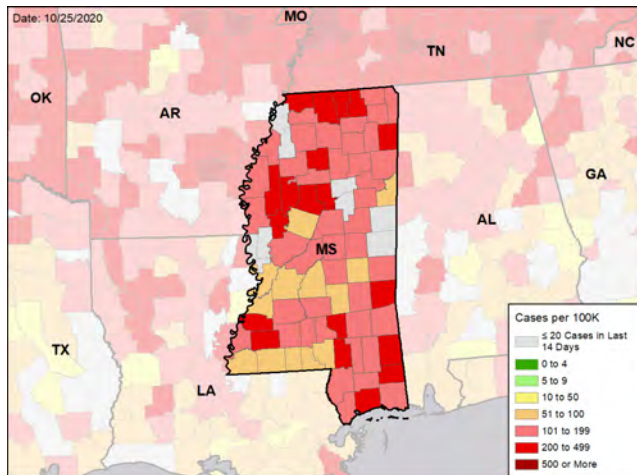 Date: 10/25/2020
MO
NC
TN
OK
AR
GA
AL
MS
TX
LA
Cases per 100K
≤ 20 Cases in Last
14 Days
0 to 4
5 to 9
10 to 50
51 to 100
101 to 199
200 to 499
500 or More